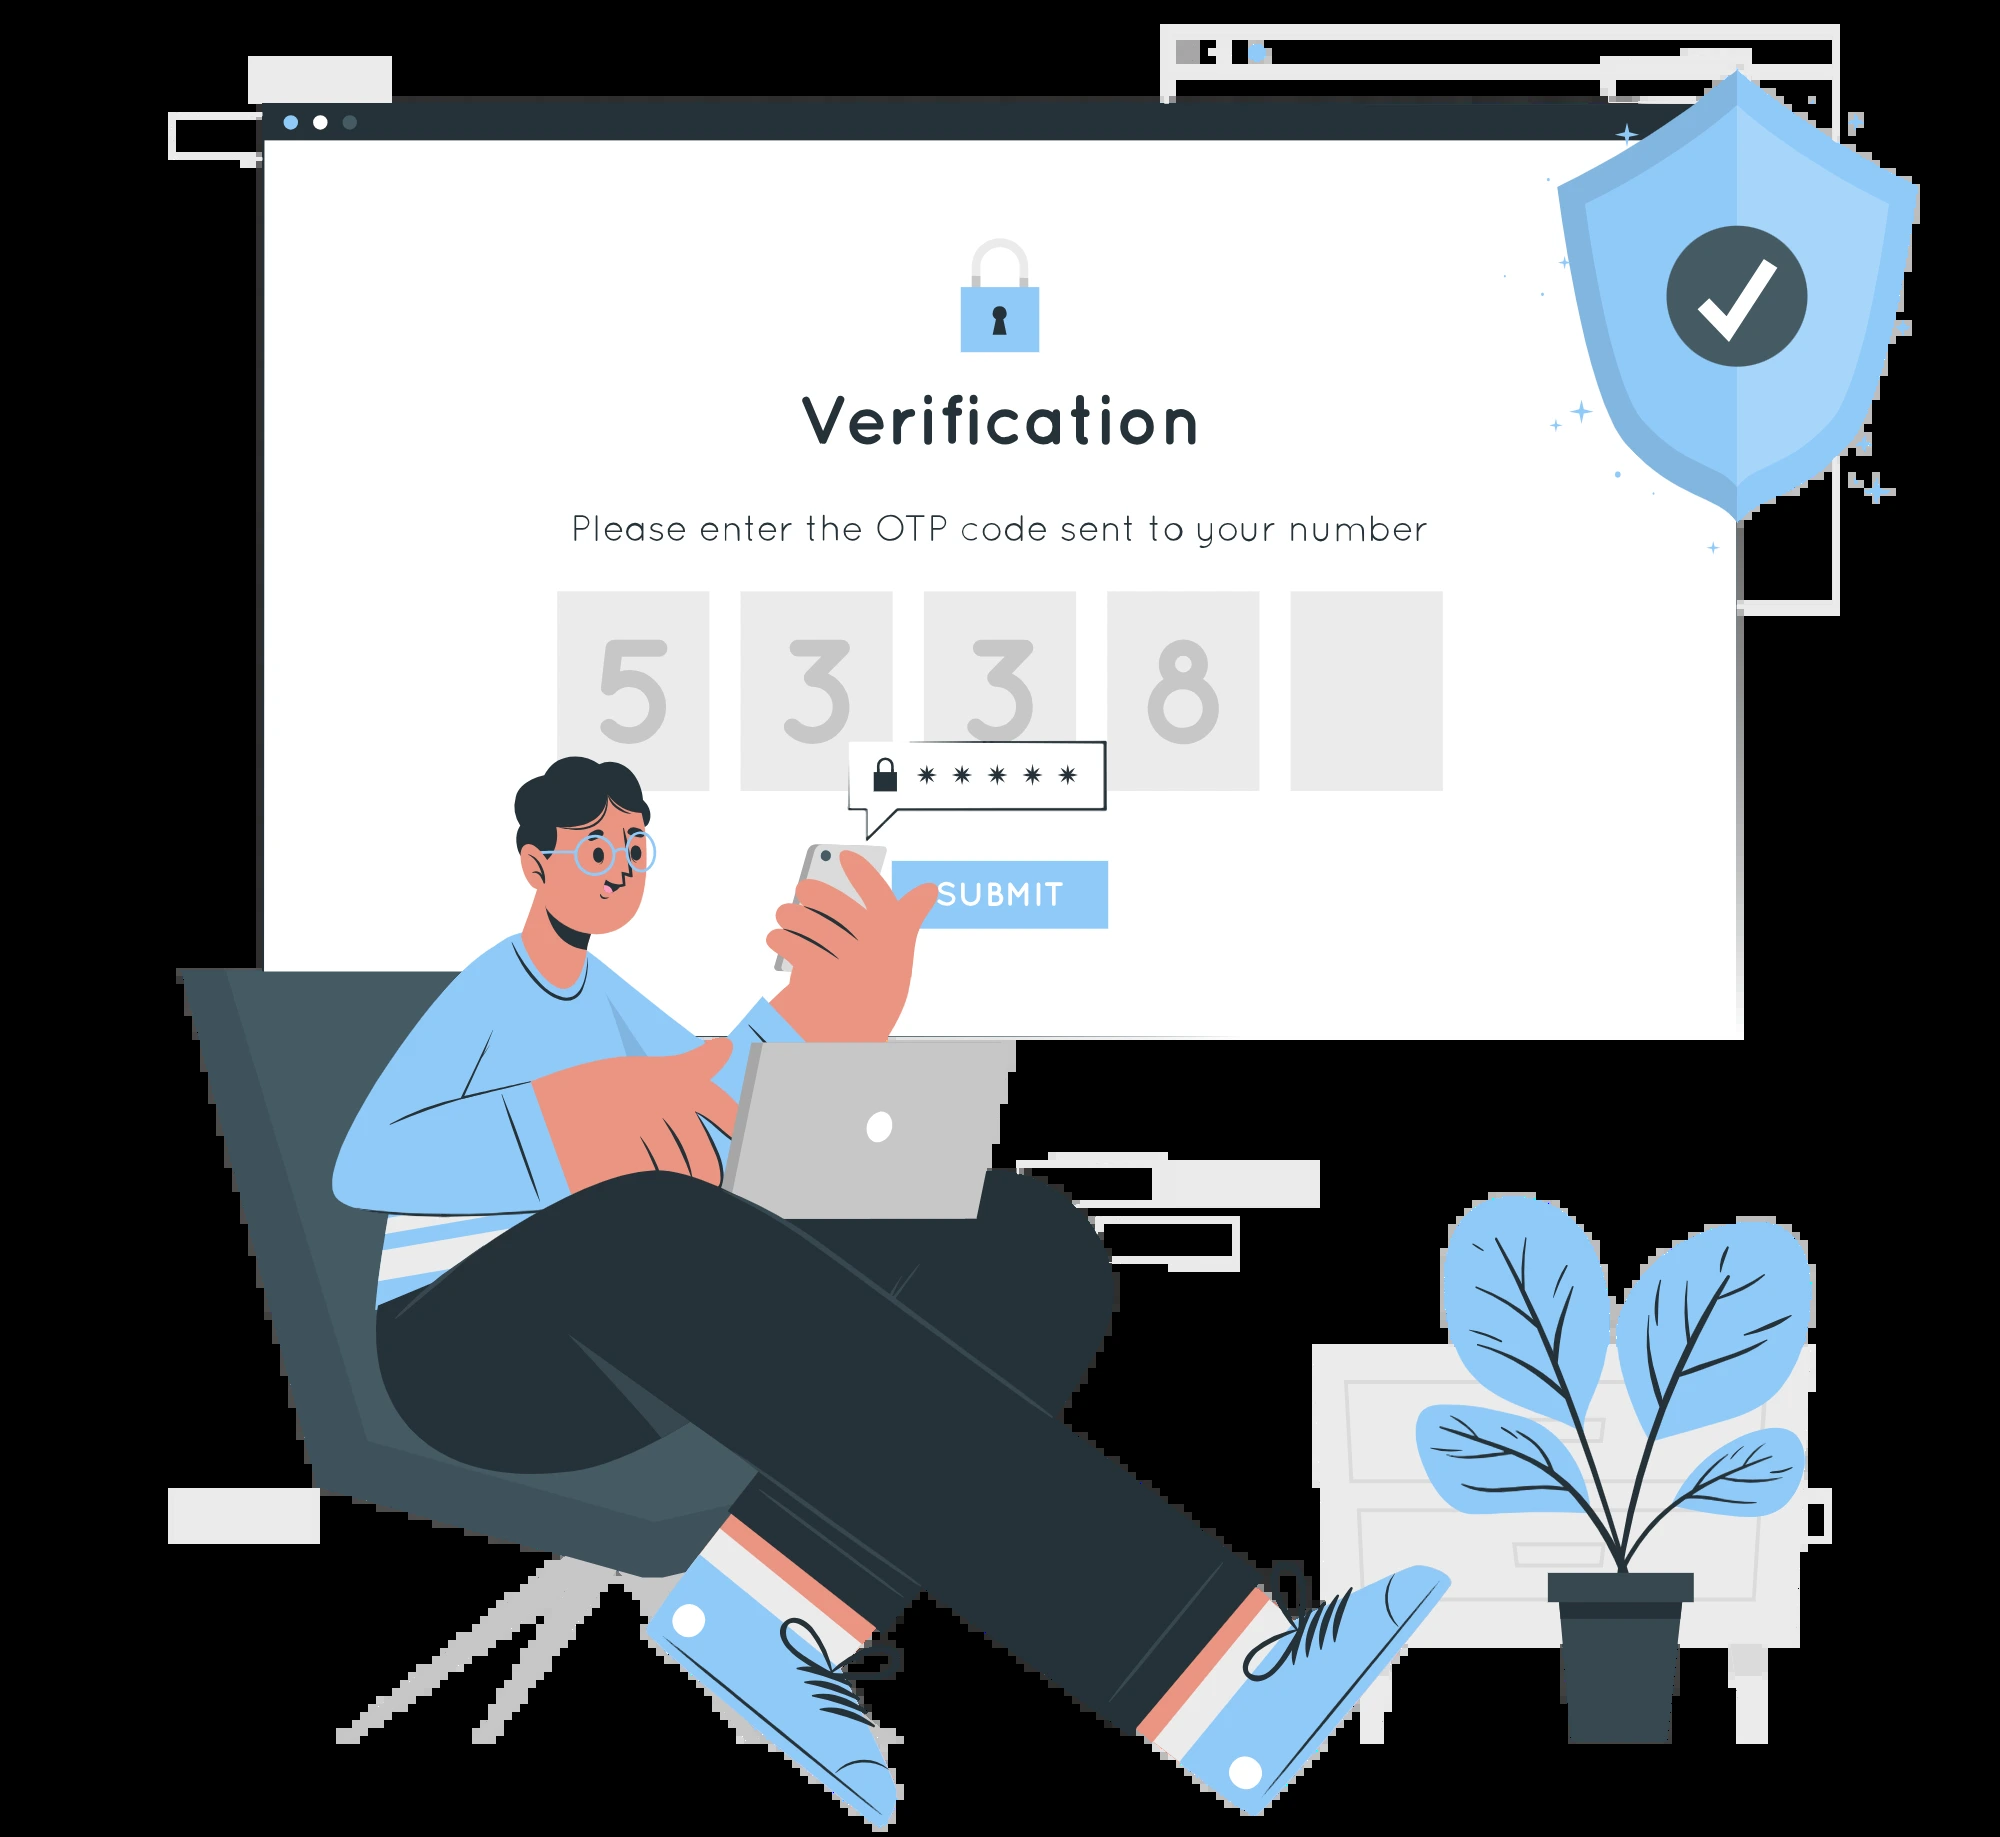 Verification
Please enter the OTP code sent to your number
5 3 3 8
*****
SUBMIT